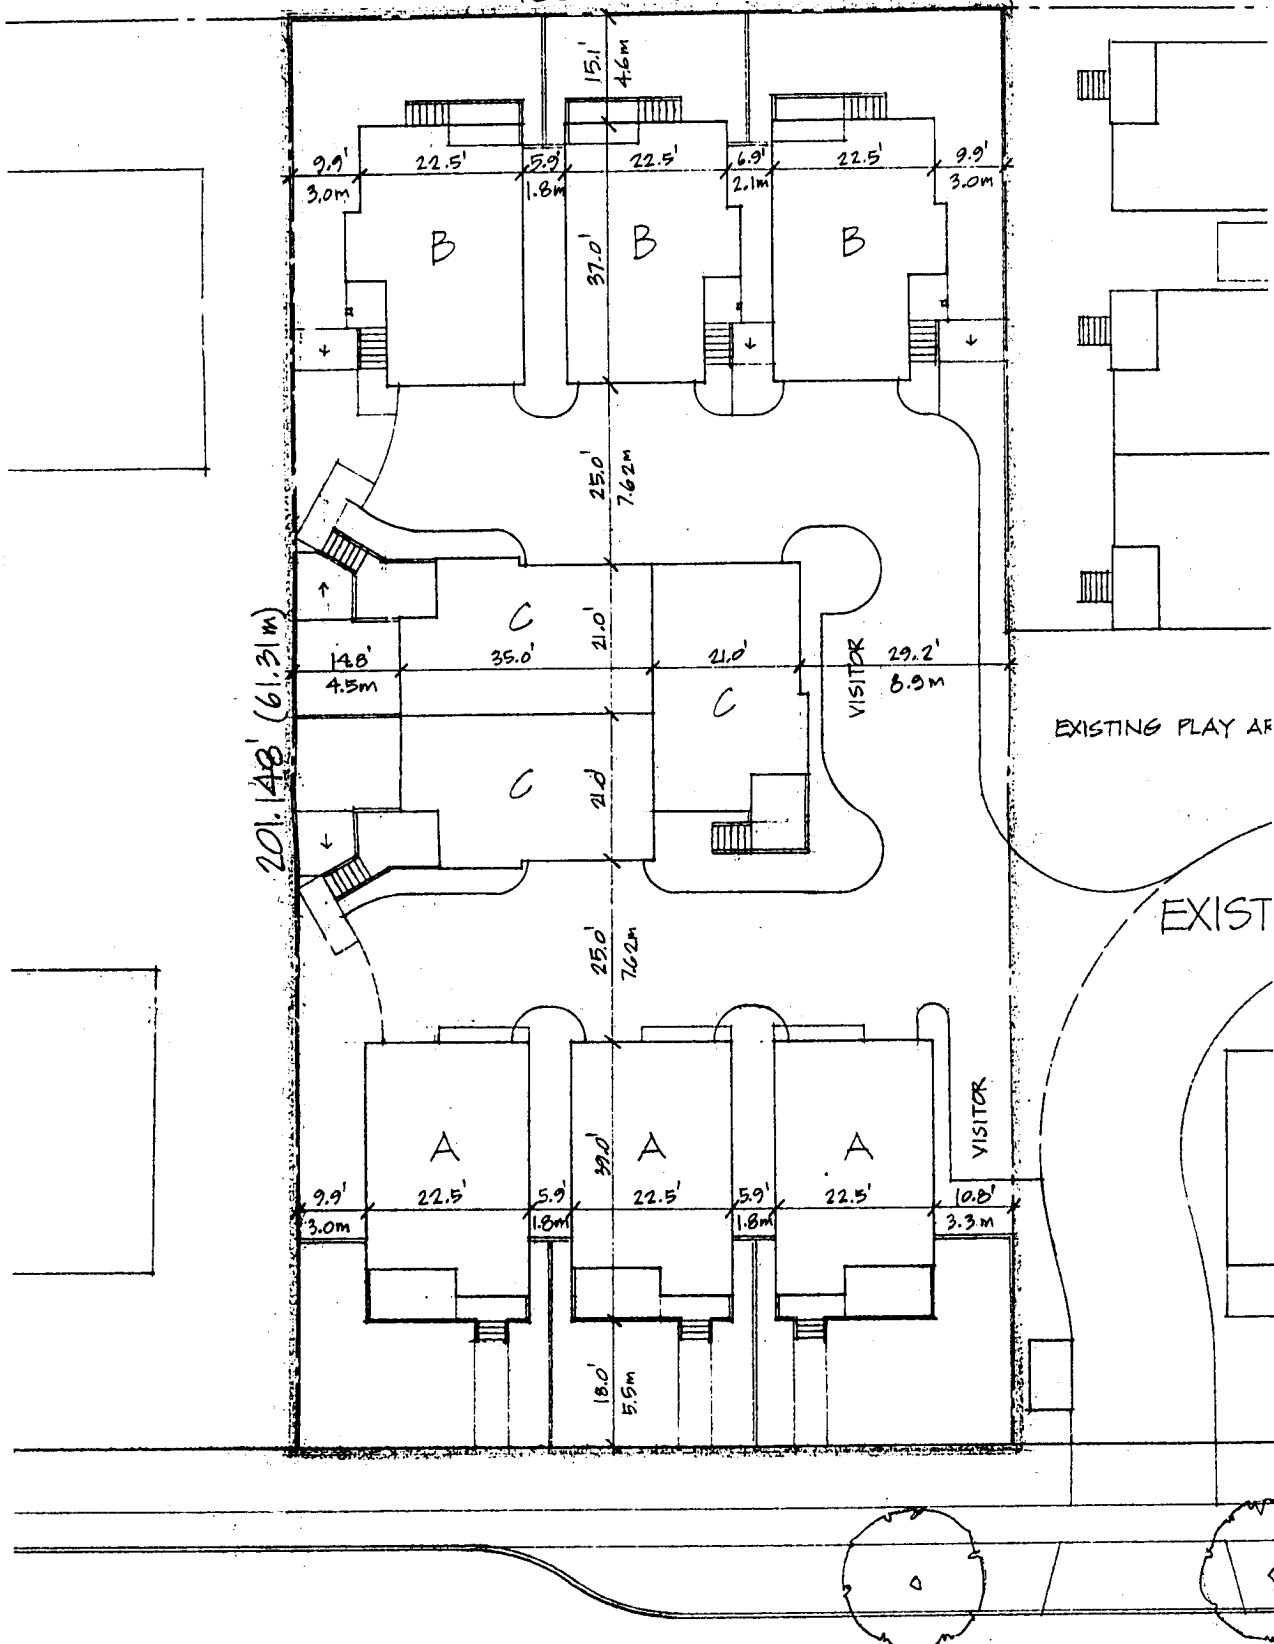 15.1'
4.6m
9.9' 22.5' 5.9' 22.5' 6.9' 22.5' 9.9'
3.0m 1.8m 2.1m 3.0m
B B B
37.0'
25.0'
7.62m
C
21.0'
14.8' 35.0' 21.0' 29.2'
4.5m 8.9m
VISITOR
C
201.148' (61.31m)
EXISTING PLAY AR
C
21.0'
EXIST
25.0'
7.62m
VISITOR
A A A
39.0'
9.9' 22.5' 5.9' 22.5' 5.9' 22.5' 10.8'
3.0m 1.8m 1.8m 3.3m
18.0'
5.5m